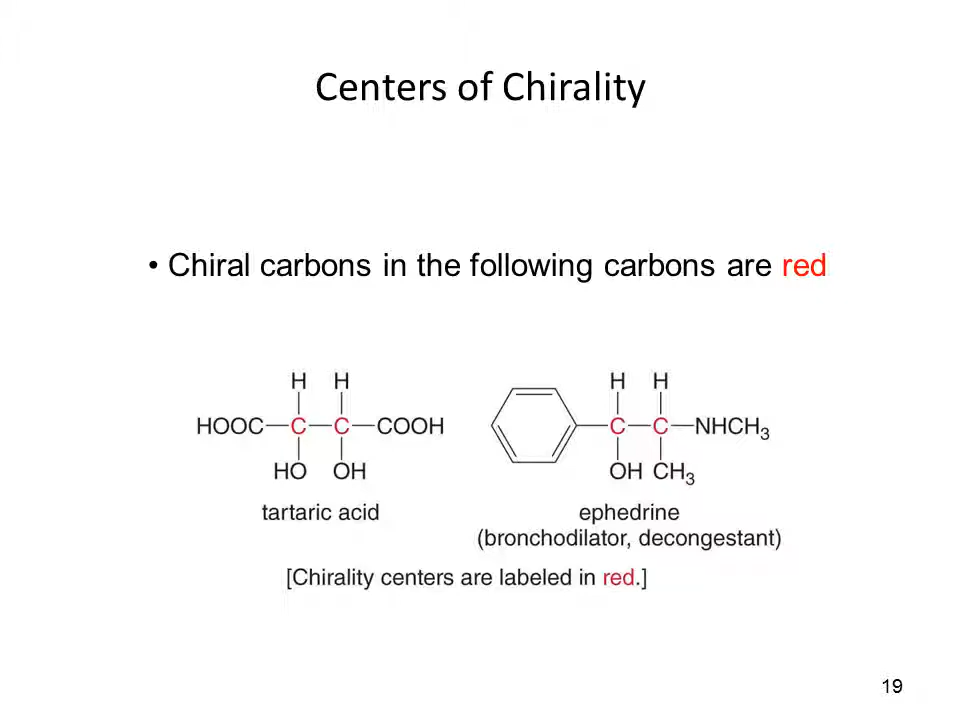 Centers of Chirality
• Chiral carbons in the following carbons are red
H H H H
HOOC—C—C—COOH C—C—NHCH₃
HO OH OH CH₃
tartaric acid ephedrine
(bronchodilator, decongestant)
[Chirality centers are labeled in red.]
19